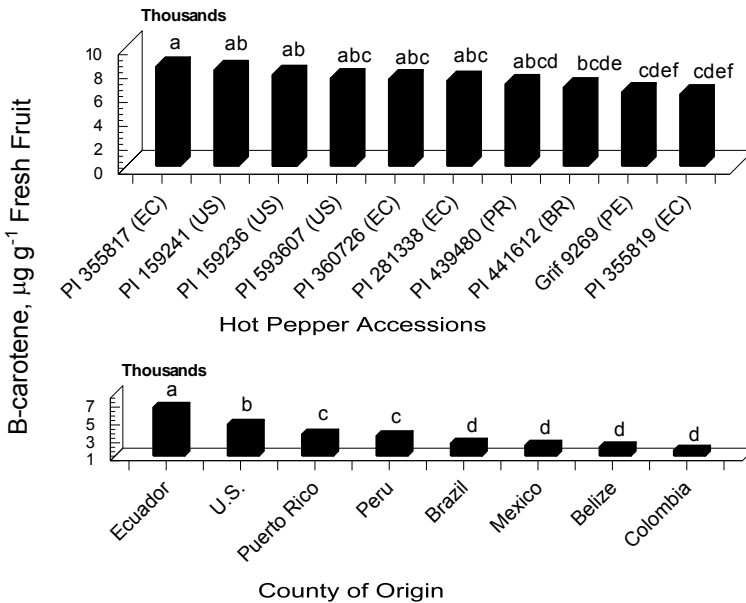 Thousands
a ab ab abc abc abc abcd bcde cdef cdef
10
8
6
4
2
0
PI 355817 (EC)
PI 159241 (US)
PI 159236 (US)
PI 593607 (US)
PI 360726 (EC)
PI 281338 (EC)
PI 439480 (PR)
PI 441612 (BR)
Grif 9269 (PE)
PI 355819 (EC)
Hot Pepper Accessions
B-carotene, µg g⁻¹ Fresh Fruit
Thousands
a b c c d d d d
7
5
3
1
Ecuador
U.S.
Puerto Rico
Peru
Brazil
Mexico
Belize
Colombia
County of Origin